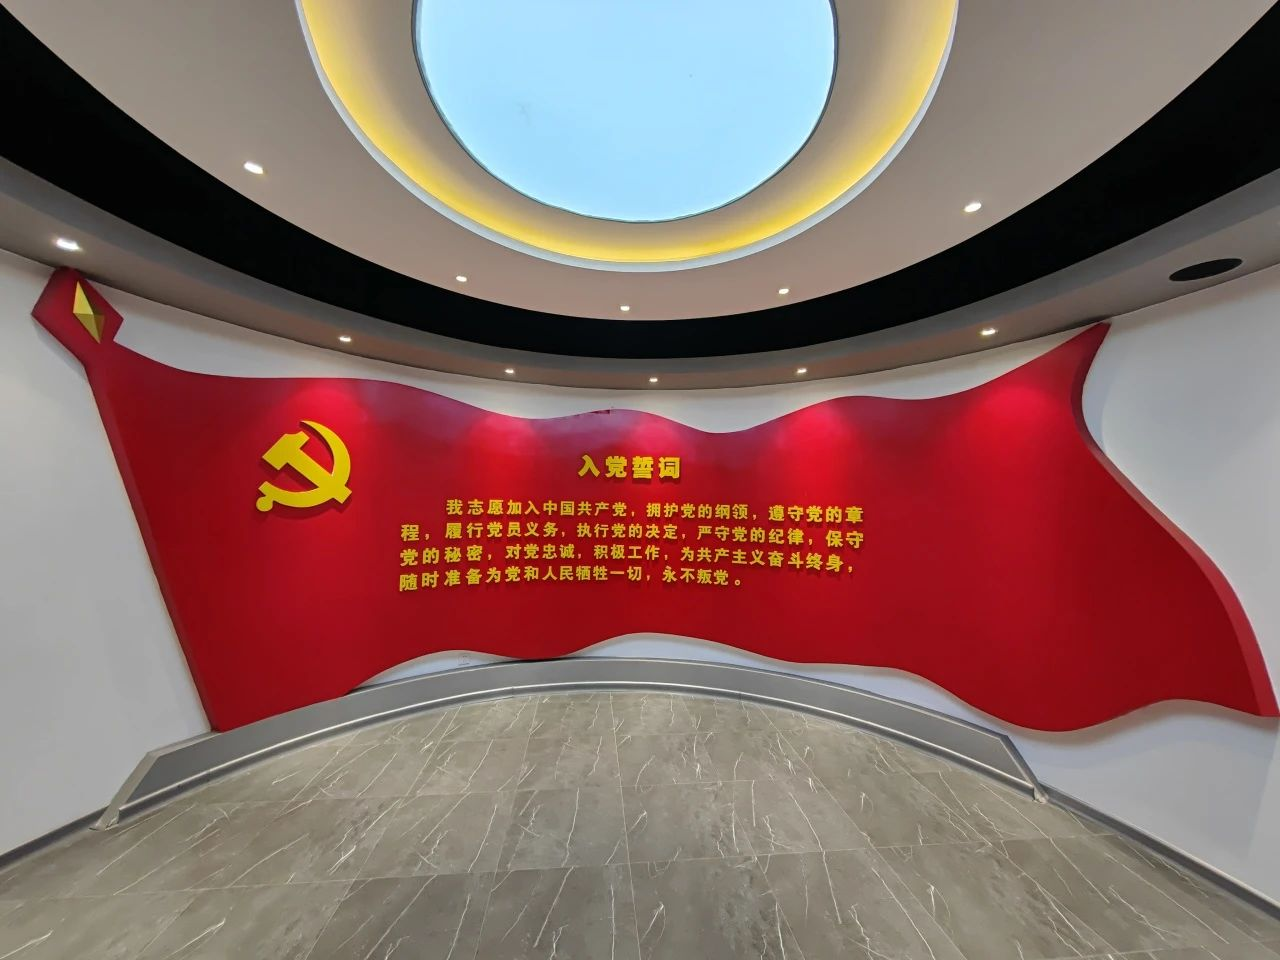 入党誓词
我志愿加入中国共产党，拥护党的纲领，遵守党的章
程，履行党员义务，执行党的决定，严守党的纪律，保守
党的秘密，对党忠诚，积极工作，为共产主义奋斗终身，
随时准备为党和人民牺牲一切，永不叛党。